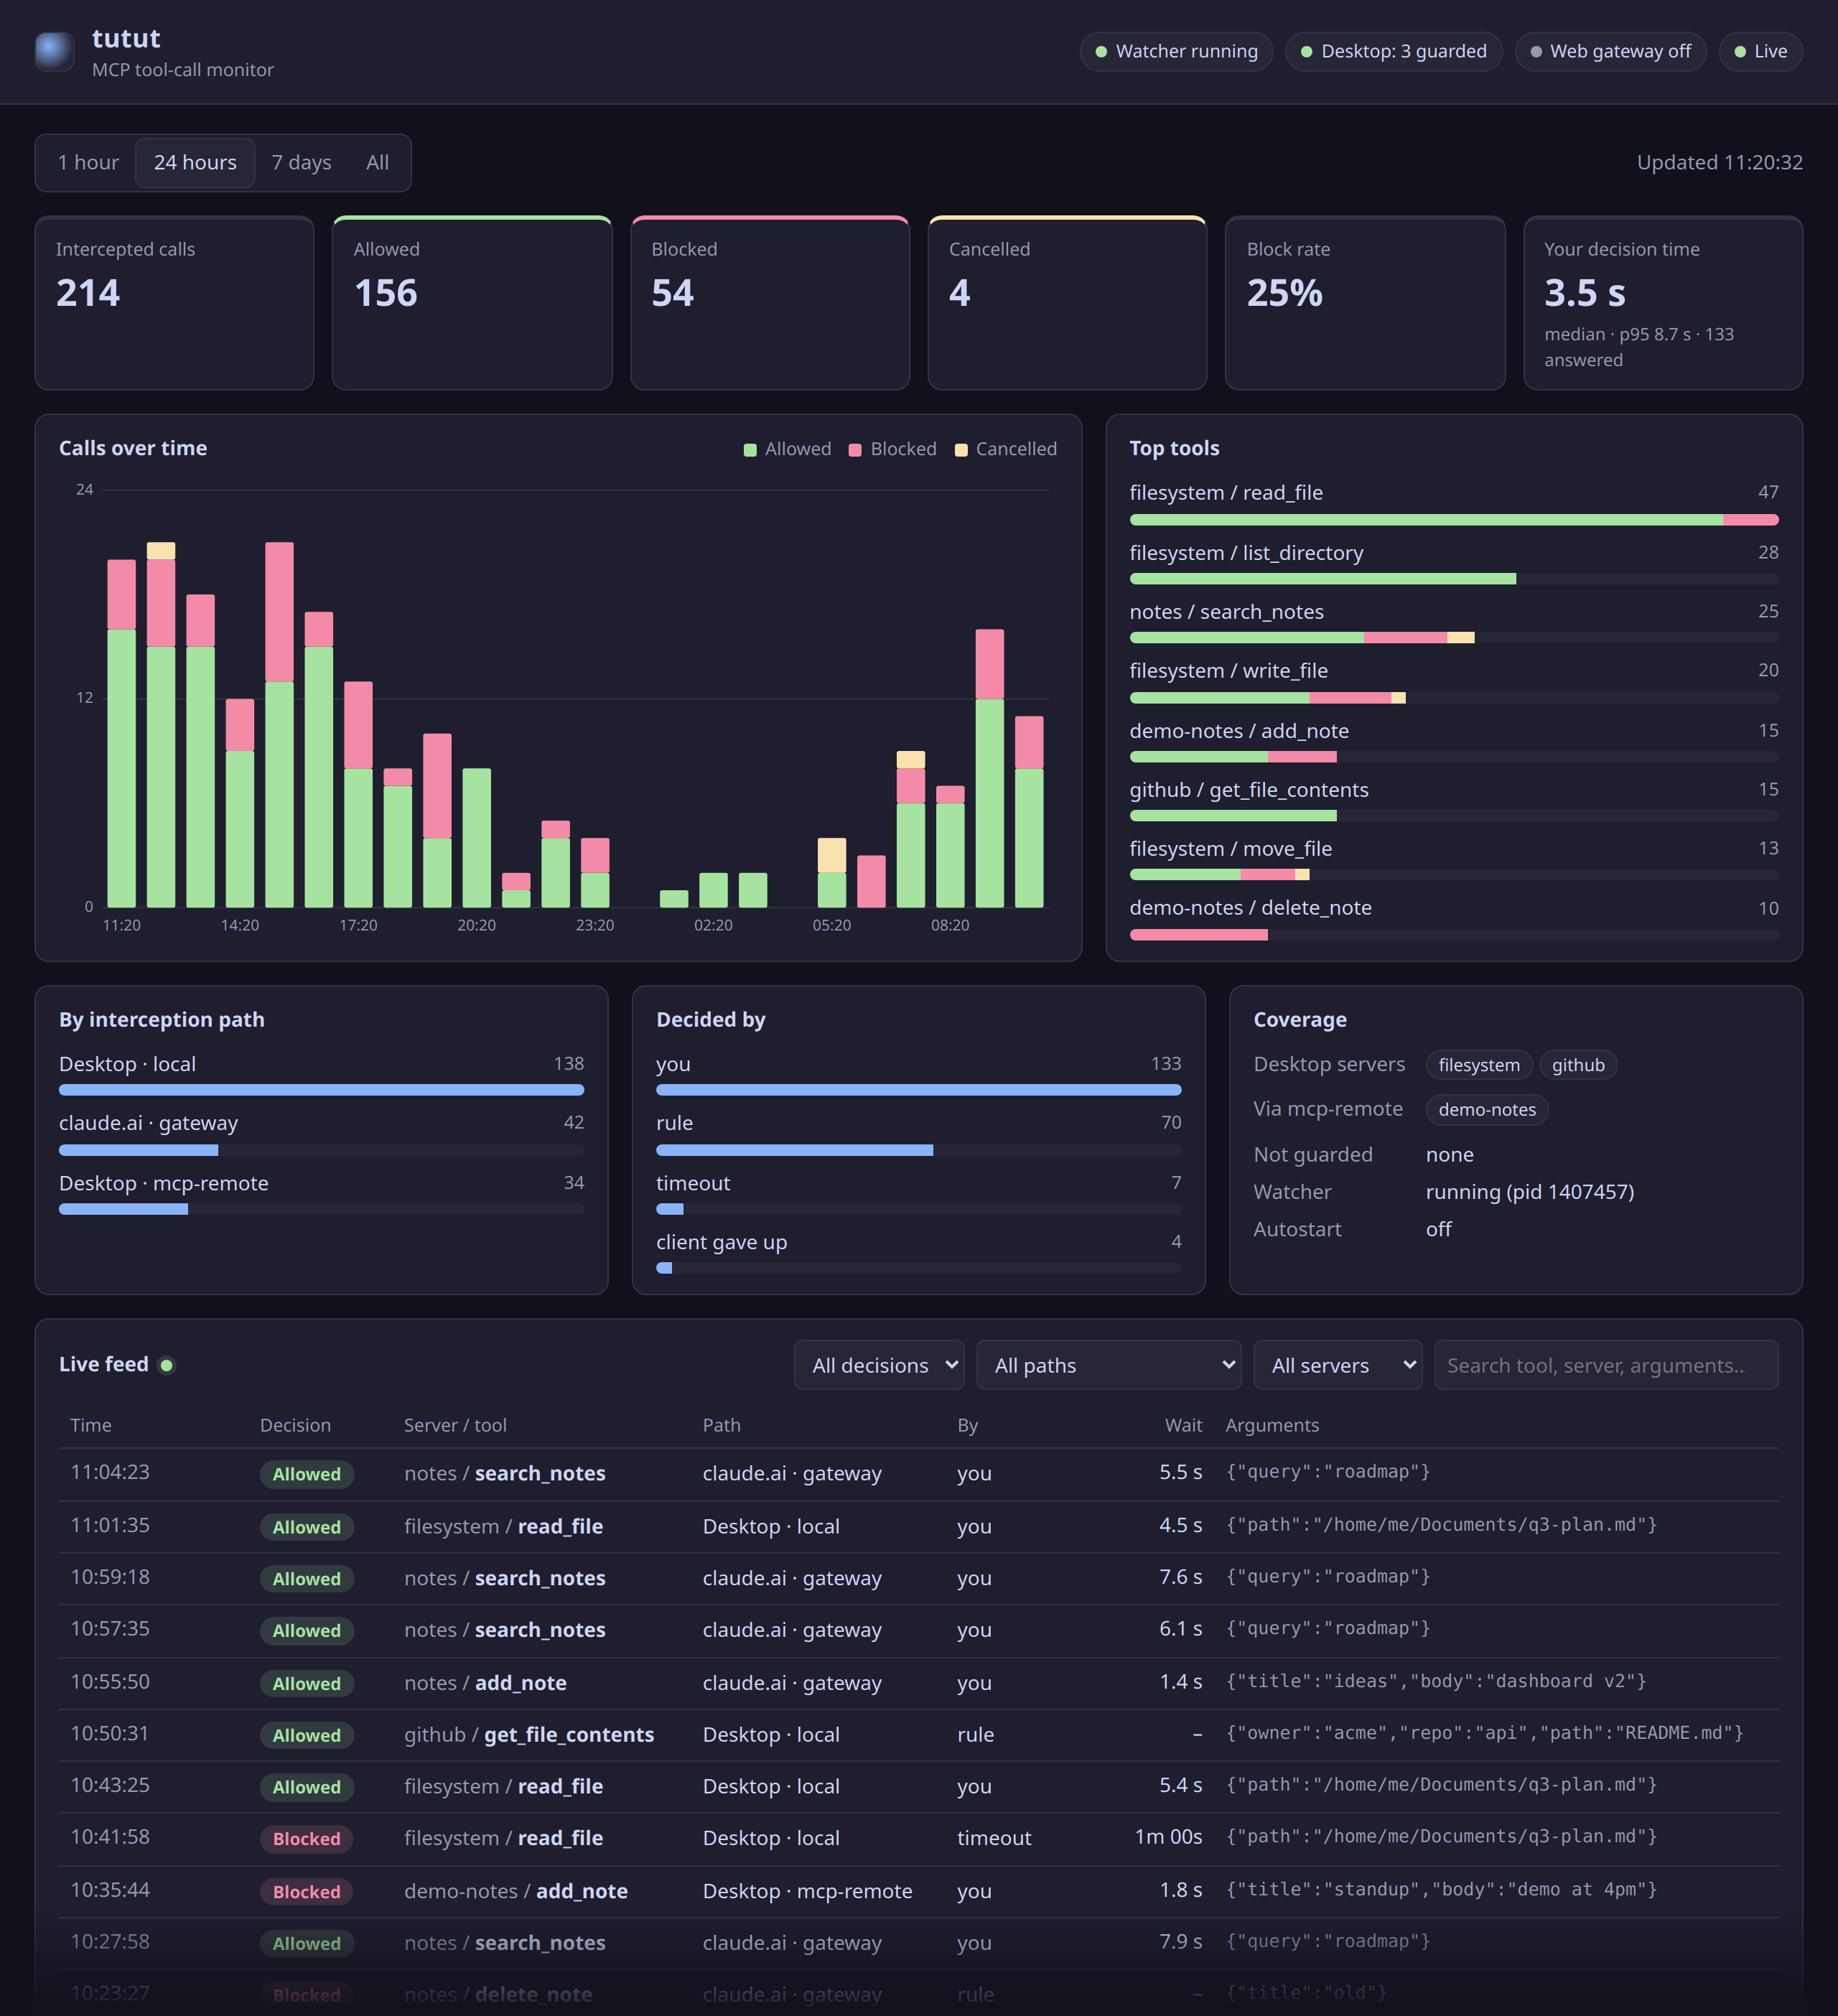 tutut
MCP tool-call monitor
Watcher running
Desktop: 3 guarded
Web gateway off
Live
1 hour
24 hours
7 days
All
Updated 11:20:32
Intercepted calls
214
Allowed
156
Blocked
54
Cancelled
4
Block rate
25%
Your decision time
3.5 s
median · p95 8.7 s · 133
answered
Calls over time
Allowed
Blocked
Cancelled
24
12
0
11:20 14:20 17:20 20:20 23:20 02:20 05:20 08:20
Top tools
filesystem / read_file 47
filesystem / list_directory 28
notes / search_notes 25
filesystem / write_file 20
demo-notes / add_note 15
github / get_file_contents 15
filesystem / move_file 13
demo-notes / delete_note 10
By interception path
Desktop · local 138
claude.ai · gateway 42
Desktop · mcp-remote 34
Decided by
you 133
rule 70
timeout 7
client gave up 4
Coverage
Desktop servers filesystem github
Via mcp-remote demo-notes
Not guarded none
Watcher running (pid 1407457)
Autostart off
Live feed
All decisions
All paths
All servers
Search tool, server, arguments..
Time Decision Server / tool Path By Wait Arguments
11:04:23 Allowed notes / search_notes claude.ai · gateway you 5.5 s {"query":"roadmap"}
11:01:35 Allowed filesystem / read_file Desktop · local you 4.5 s {"path":"/home/me/Documents/q3-plan.md"}
10:59:18 Allowed notes / search_notes claude.ai · gateway you 7.6 s {"query":"roadmap"}
10:57:35 Allowed notes / search_notes claude.ai · gateway you 6.1 s {"query":"roadmap"}
10:55:50 Allowed notes / add_note claude.ai · gateway you 1.4 s {"title":"ideas","body":"dashboard v2"}
10:50:31 Allowed github / get_file_contents Desktop · local rule – {"owner":"acme","repo":"api","path":"README.md"}
10:43:25 Allowed filesystem / read_file Desktop · local you 5.4 s {"path":"/home/me/Documents/q3-plan.md"}
10:41:58 Blocked filesystem / read_file Desktop · local timeout 1m 00s {"path":"/home/me/Documents/q3-plan.md"}
10:35:44 Blocked demo-notes / add_note Desktop · mcp-remote you 1.8 s {"title":"standup","body":"demo at 4pm"}
10:27:58 Allowed notes / search_notes claude.ai · gateway you 7.9 s {"query":"roadmap"}
10:23:27 Blocked notes / delete_note claude.ai · gateway rule – {"title":"old"}